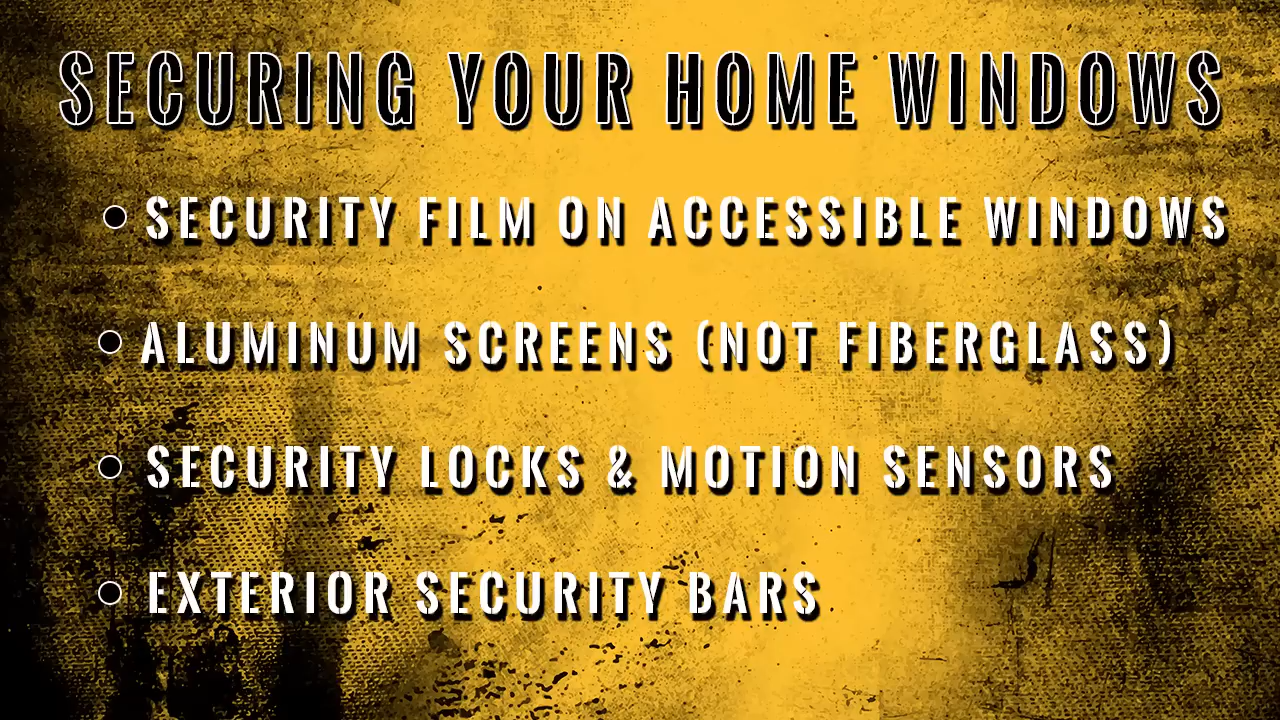 SECURING YOUR HOME WINDOWS
• SECURITY FILM ON ACCESSIBLE WINDOWS
• ALUMINUM SCREENS (NOT FIBERGLASS)
• SECURITY LOCKS & MOTION SENSORS
• EXTERIOR SECURITY BARS